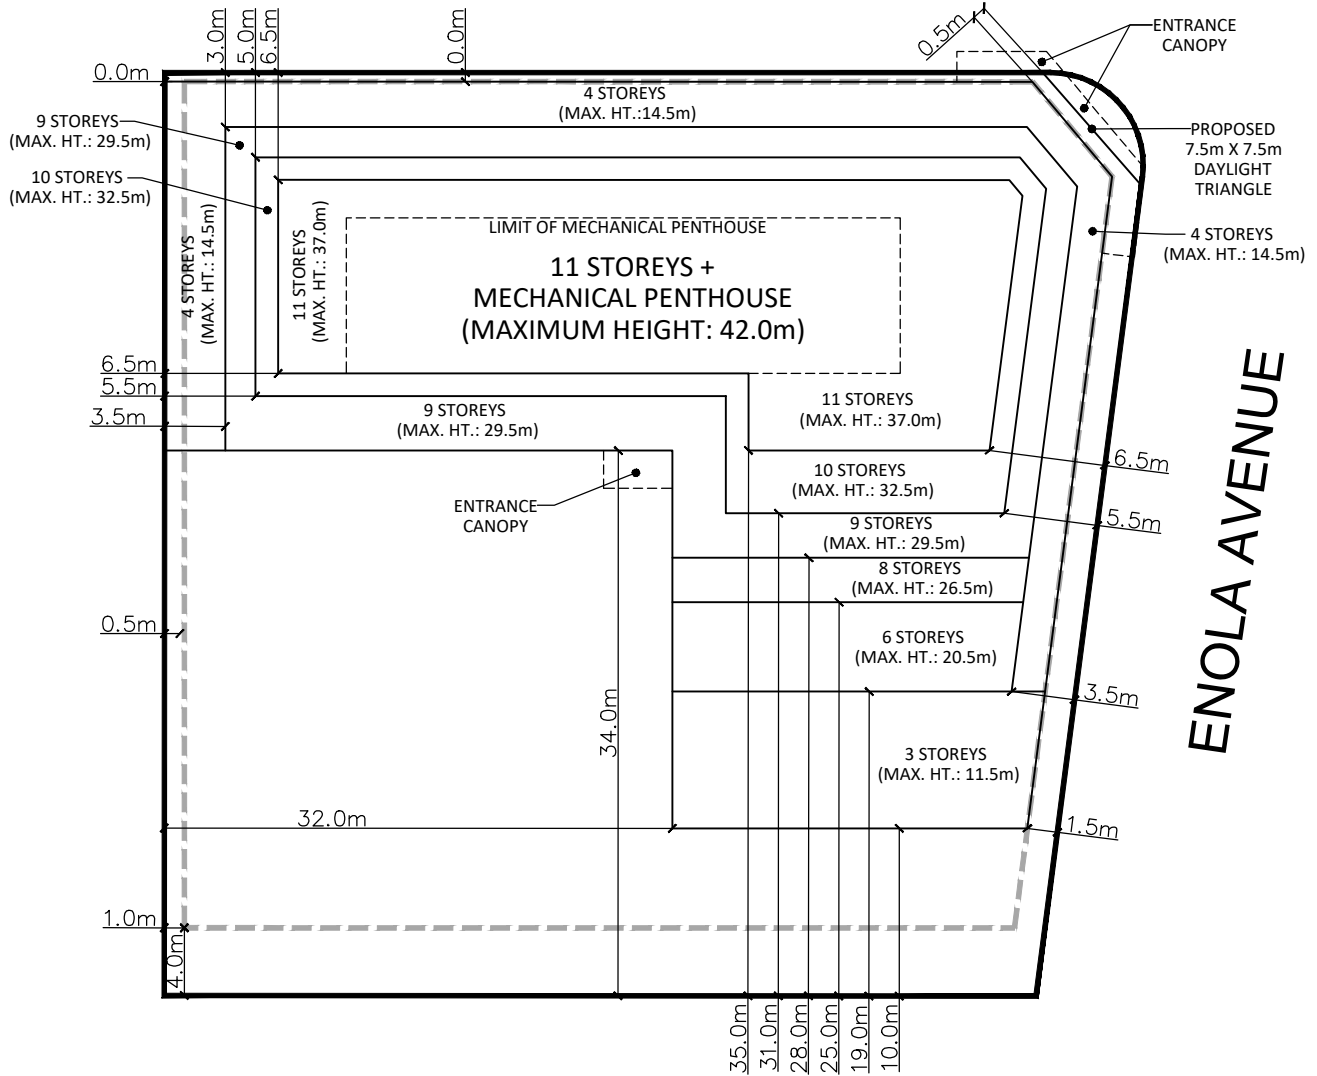 3.0m
5.0m
6.5m
0.0m
0.5m
ENTRANCE
CANOPY
0.0m
4 STOREYS
(MAX. HT.:14.5m)
9 STOREYS
(MAX. HT.: 29.5m)
PROPOSED
7.5m X 7.5m
DAYLIGHT
TRIANGLE
10 STOREYS
(MAX. HT.: 32.5m)
4 STOREYS
(MAX. HT.: 14.5m)
11 STOREYS
(MAX. HT.: 37.0m)
LIMIT OF MECHANICAL PENTHOUSE
11 STOREYS +
MECHANICAL PENTHOUSE
(MAXIMUM HEIGHT: 42.0m)
4 STOREYS
(MAX. HT.: 14.5m)
6.5m
5.5m
3.5m
9 STOREYS
(MAX. HT.: 29.5m)
11 STOREYS
(MAX. HT.: 37.0m)
10 STOREYS
(MAX. HT.: 32.5m)
6.5m
ENTRANCE
CANOPY
9 STOREYS
(MAX. HT.: 29.5m)
5.5m
8 STOREYS
(MAX. HT.: 26.5m)
ENOLA AVENUE
0.5m
6 STOREYS
(MAX. HT.: 20.5m)
34.0m
3.5m
3 STOREYS
(MAX. HT.: 11.5m)
32.0m
1.5m
1.0m
4.0m
35.0m
31.0m
28.0m
25.0m
19.0m
10.0m